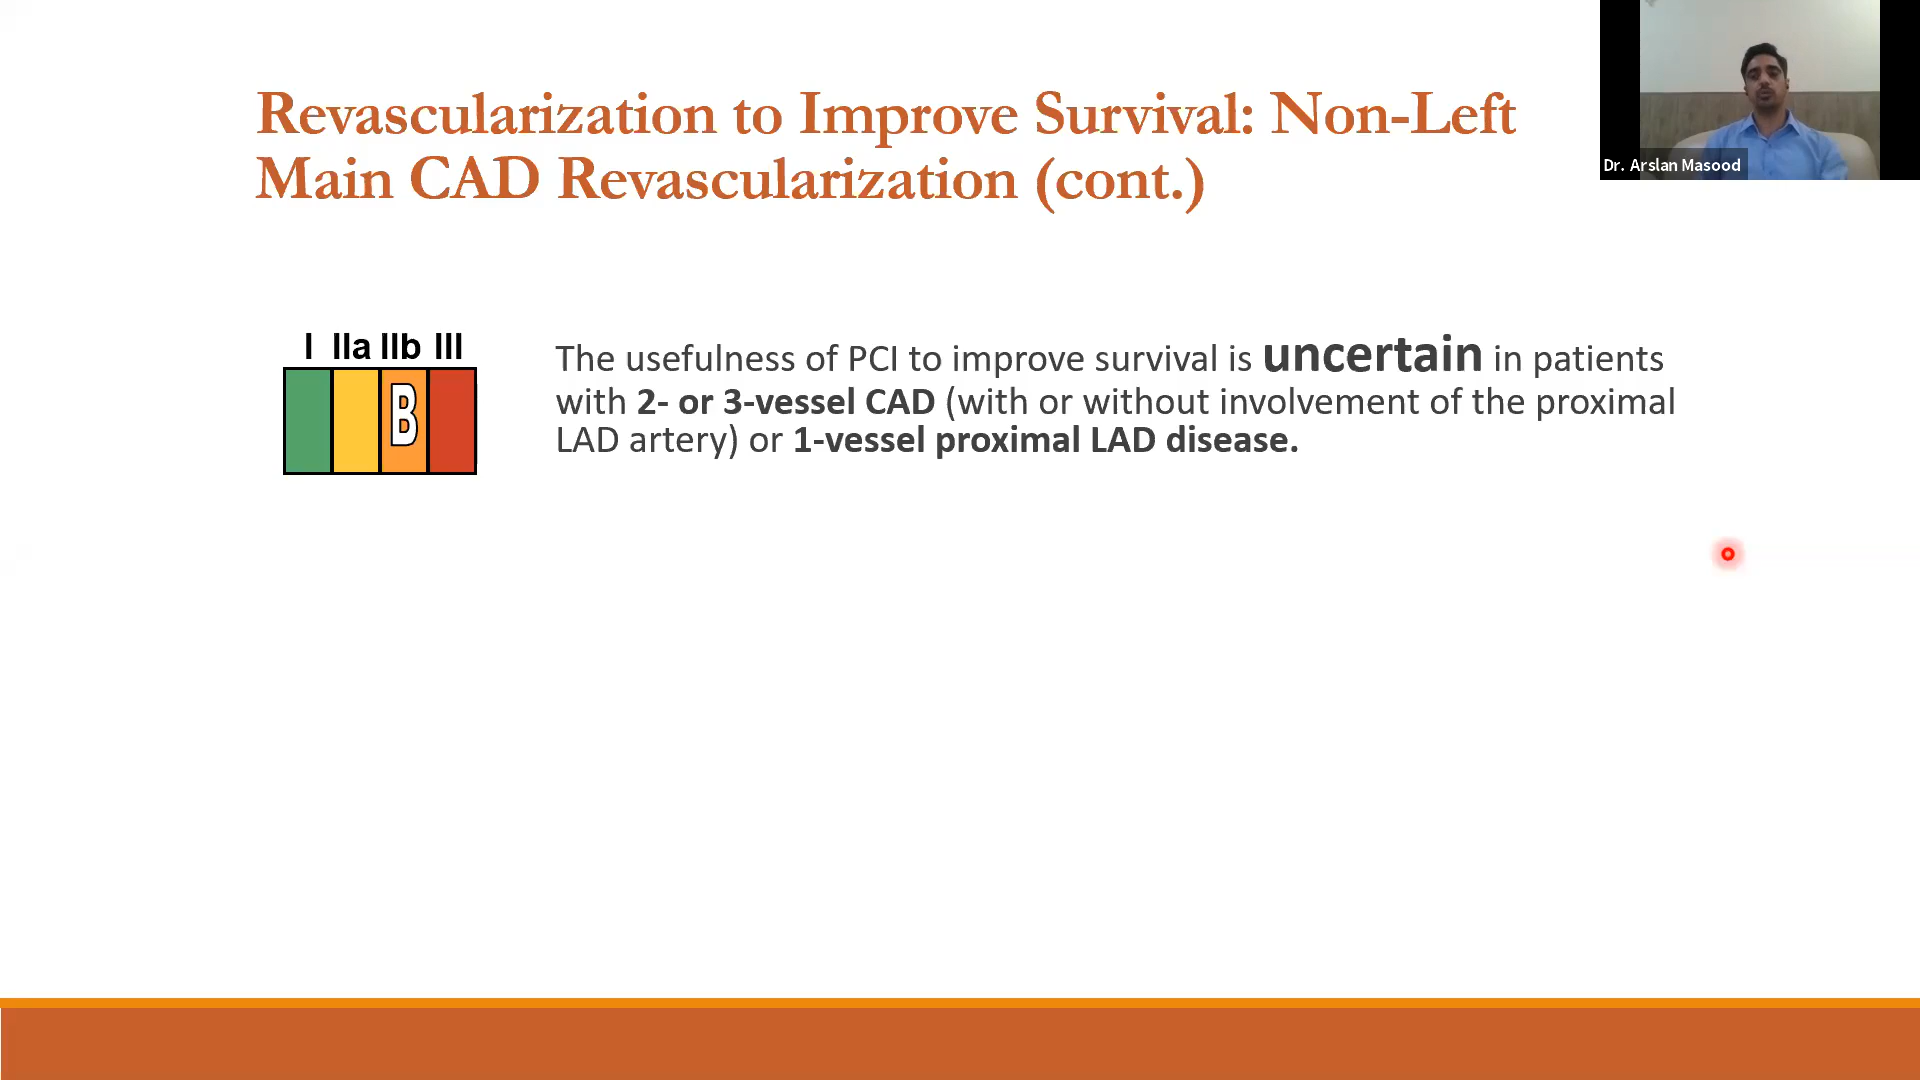 Revascularization to Improve Survival: Non-Left
Main CAD Revascularization (cont.)
Dr. Arslan Masood
I IIa IIb III
B
The usefulness of PCI to improve survival is uncertain in patients
with 2- or 3-vessel CAD (with or without involvement of the proximal
LAD artery) or 1-vessel proximal LAD disease.